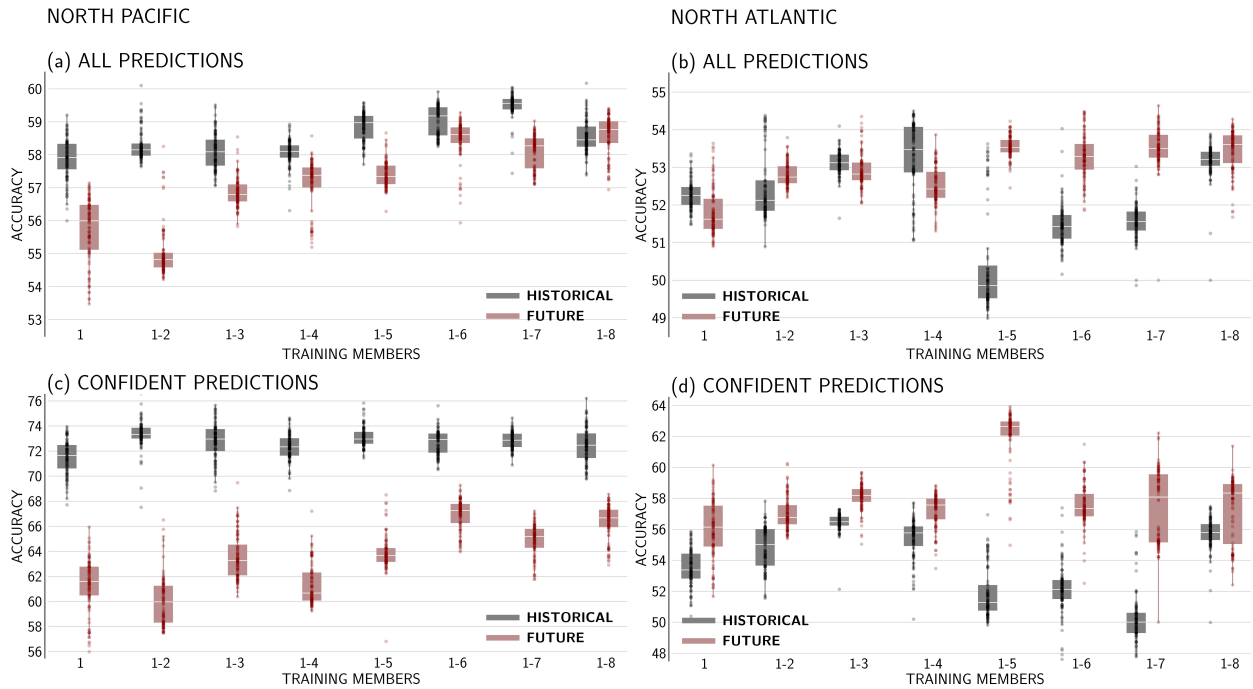 NORTH PACIFIC
NORTH ATLANTIC
(a) ALL PREDICTIONS
60
59
58
57
56
55
54
53
ACCURACY
HISTORICAL
FUTURE
1 1-2 1-3 1-4 1-5 1-6 1-7 1-8
TRAINING MEMBERS
(b) ALL PREDICTIONS
55
54
53
52
51
50
49
ACCURACY
HISTORICAL
FUTURE
1 1-2 1-3 1-4 1-5 1-6 1-7 1-8
TRAINING MEMBERS
(c) CONFIDENT PREDICTIONS
76
74
72
70
68
66
64
62
60
58
56
ACCURACY
HISTORICAL
FUTURE
1 1-2 1-3 1-4 1-5 1-6 1-7 1-8
TRAINING MEMBERS
(d) CONFIDENT PREDICTIONS
64
62
60
58
56
54
52
50
48
ACCURACY
HISTORICAL
FUTURE
1 1-2 1-3 1-4 1-5 1-6 1-7 1-8
TRAINING MEMBERS